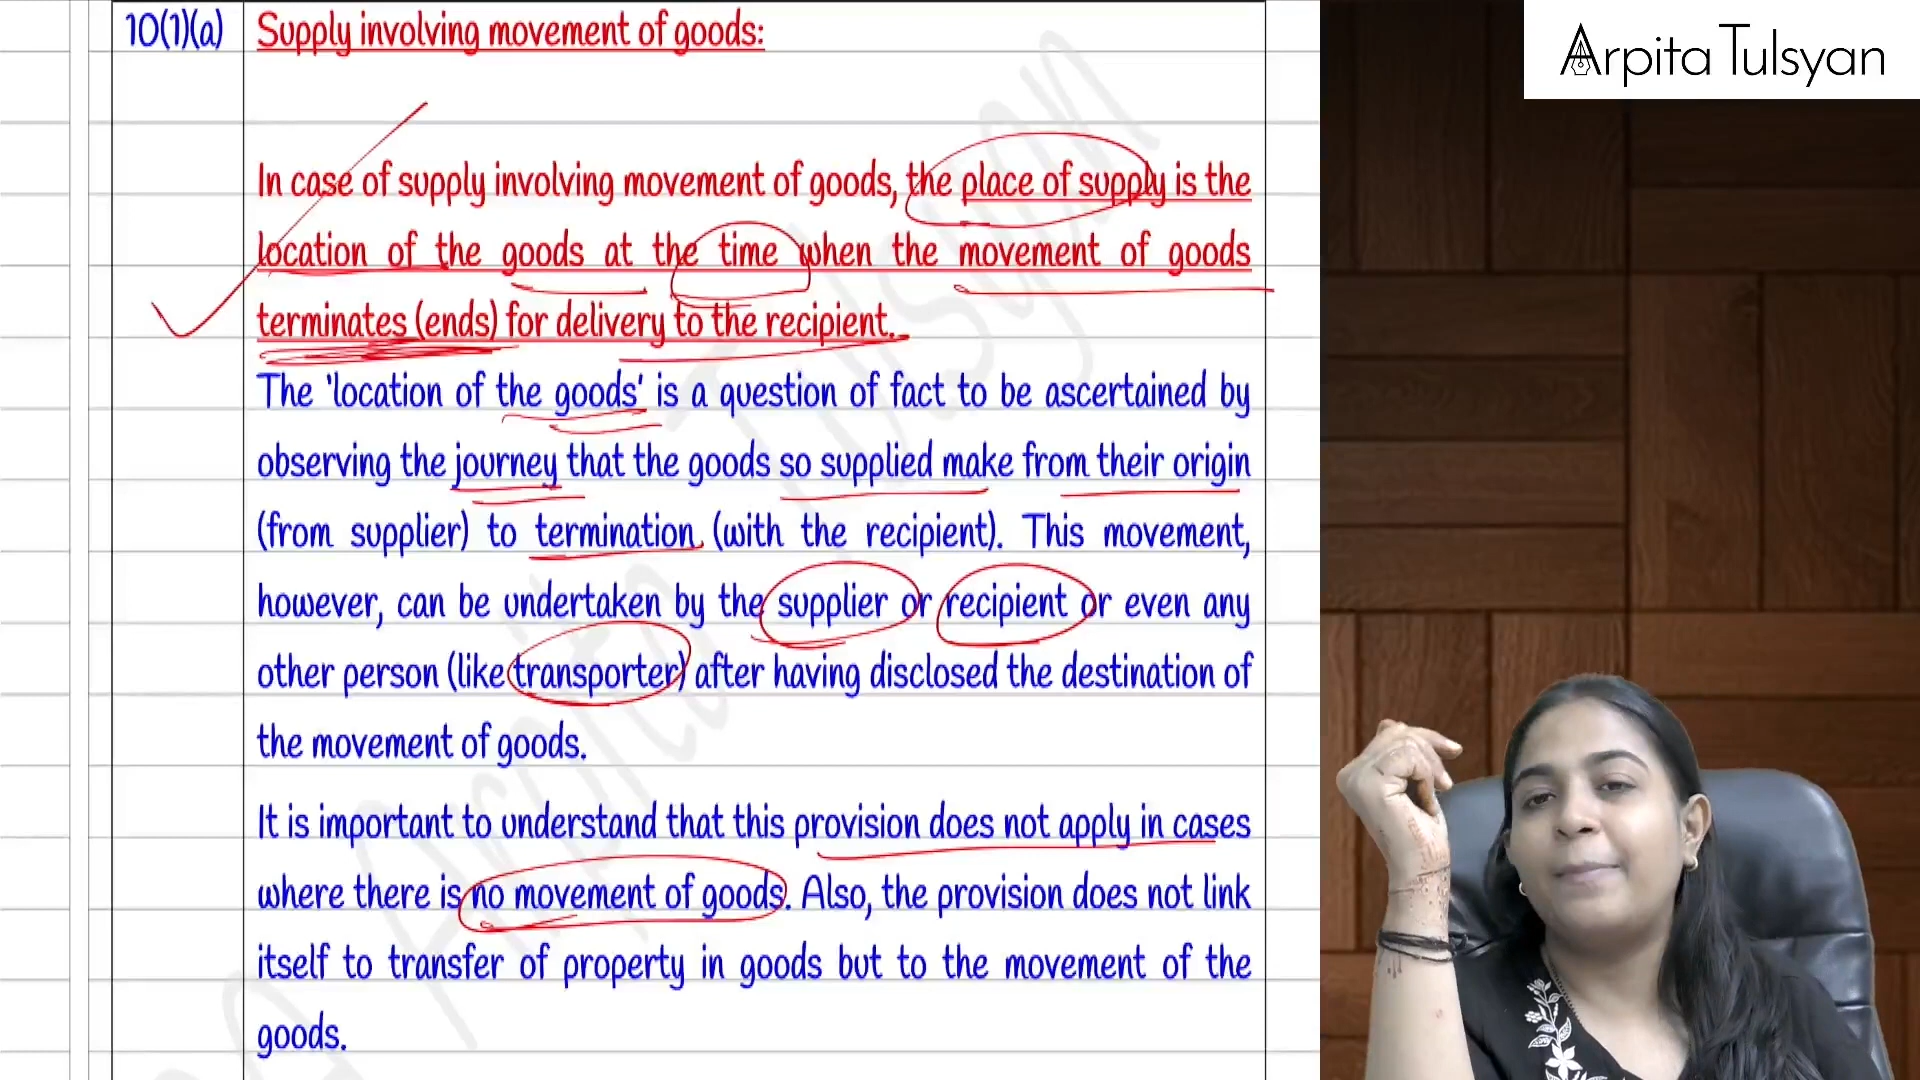 Arpita Tulsyan
10(1)(a) Supply involving movement of goods:
In case of supply involving movement of goods, the place of supply is the
location of the goods at the time when the movement of goods
terminates (ends) for delivery to the recipient.
The 'location of the goods' is a question of fact to be ascertained by
observing the journey that the goods so supplied make from their origin
(from supplier) to termination (with the recipient). This movement,
however, can be undertaken by the supplier or recipient or even any
other person (like transporter) after having disclosed the destination of
the movement of goods.
It is important to understand that this provision does not apply in cases
where there is no movement of goods. Also, the provision does not link
itself to transfer of property in goods but to the movement of the
goods.
Arpita Tulsyan